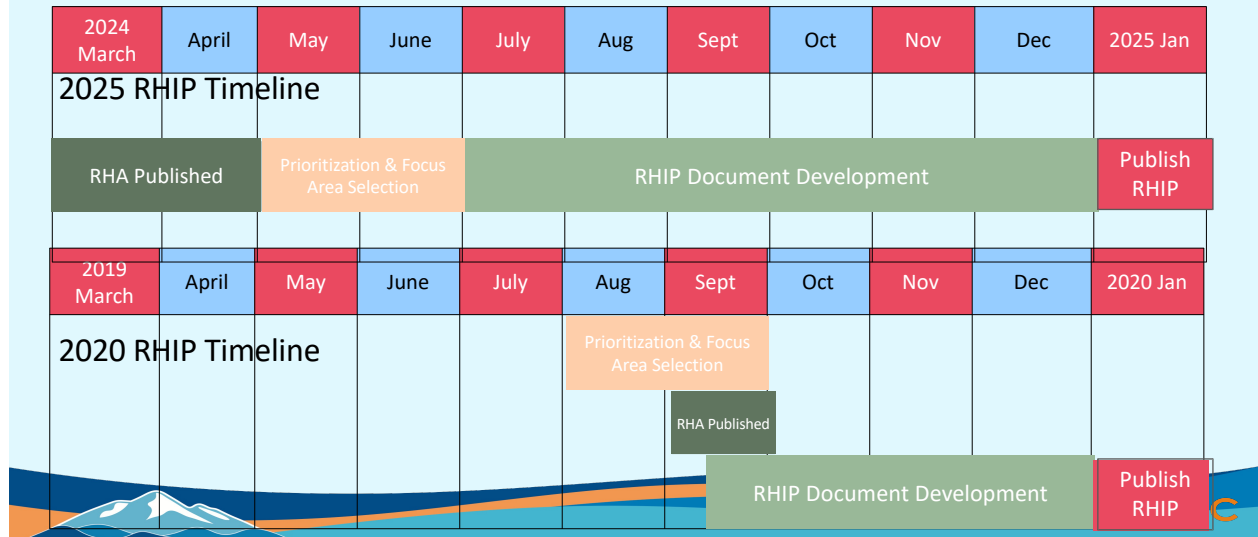 2024 March April May June July Aug Sept Oct Nov Dec 2025 Jan
2025 RHIP Timeline
RHA Published
Prioritization & Focus
Area Selection
RHIP Document Development
Publish
RHIP
2019 March April May June July Aug Sept Oct Nov Dec 2020 Jan
2020 RHIP Timeline
Prioritization & Focus
Area Selection
RHA Published
RHIP Document Development
Publish
RHIP
C